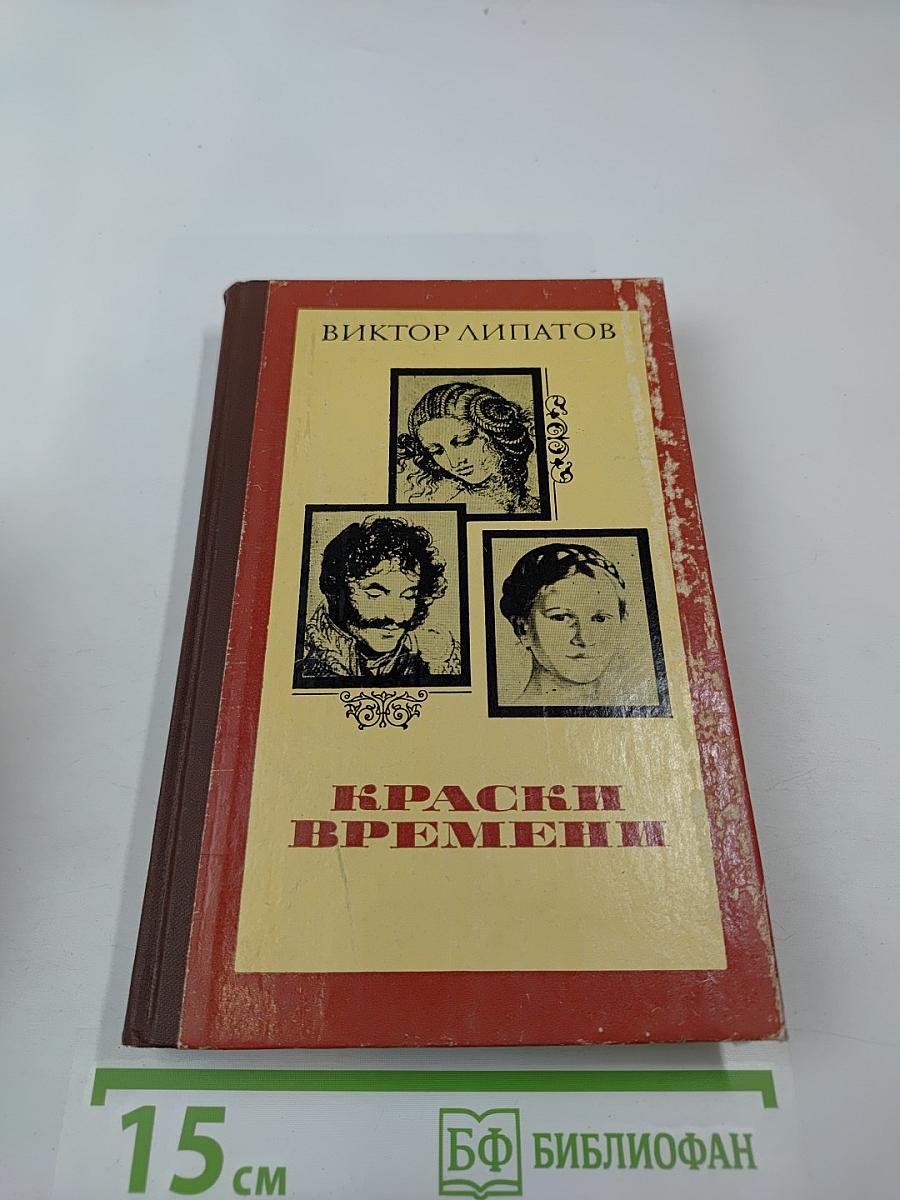 ВИКТОР ЛИПАТОВ
КРАСКИ
ВРЕМЕНИ
15 см
БФ БИБЛИОФАН